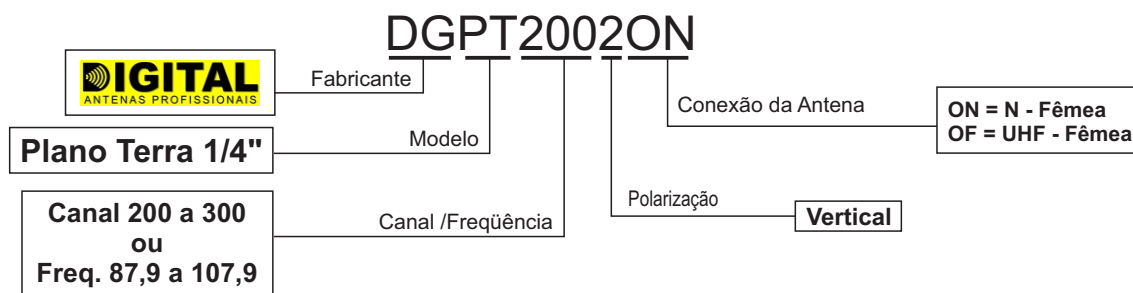 DGPT2002ON
DIGITAL
ANTENAS PROFISSIONAIS
Fabricante
Conexão da Antena
ON = N - Fêmea
OF = UHF - Fêmea
Plano Terra 1/4"
Modelo
Polarização
Vertical
Canal 200 a 300
ou
Freq. 87,9 a 107,9
Canal /Freqüência